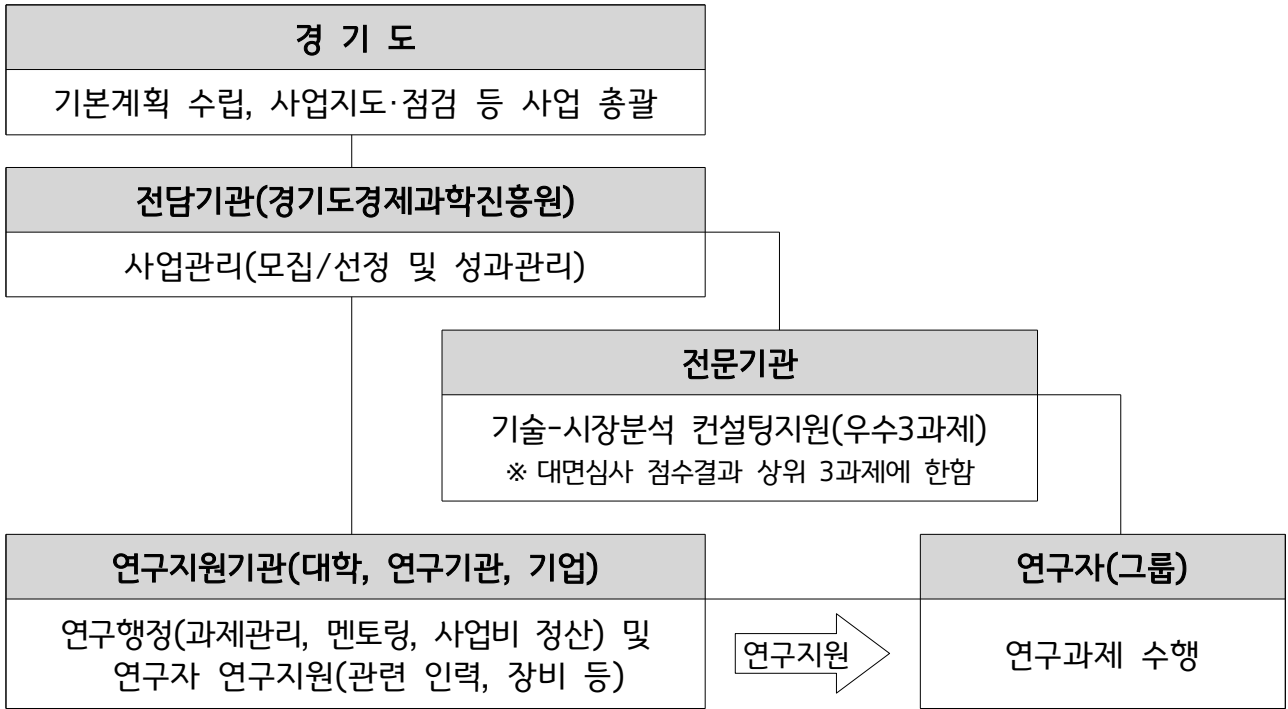 경 기 도
기본계획 수립, 사업지도·점검 등 사업 총괄
전담기관(경기도경제과학진흥원)
사업관리(모집/선정 및 성과관리)
전문기관
기술-시장분석 컨설팅지원(우수3과제)
※ 대면심사 점수결과 상위 3과제에 한함
연구지원기관(대학, 연구기관, 기업)
연구행정(과제관리, 멘토링, 사업비 정산) 및
연구자 연구지원(관련 인력, 장비 등)
연구지원
연구자(그룹)
연구과제 수행